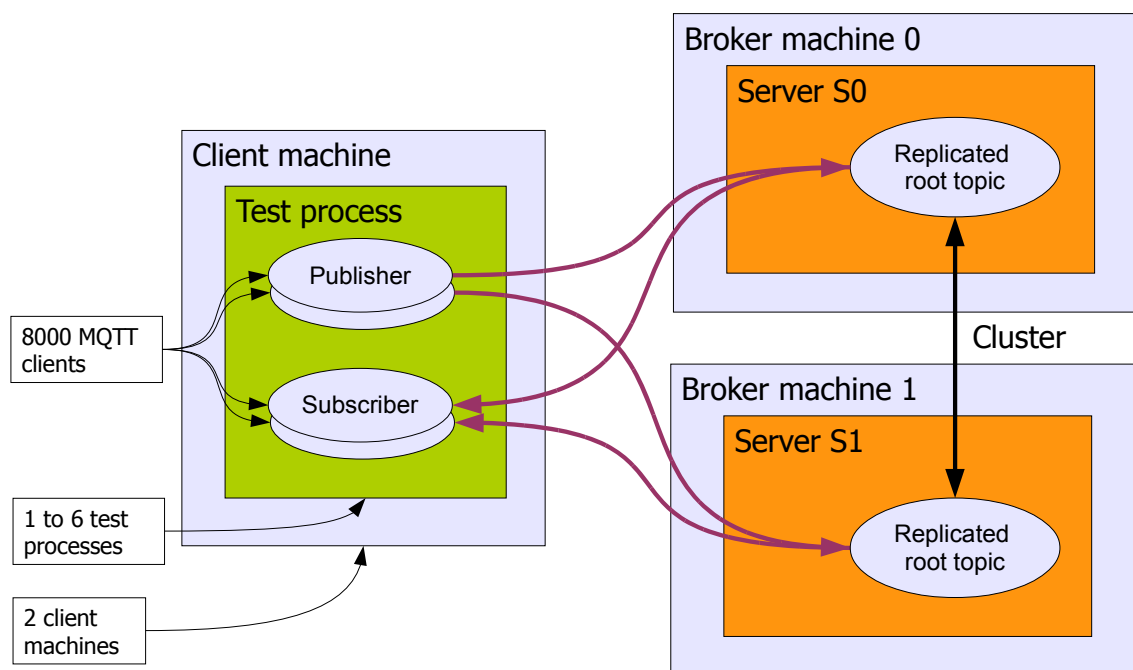 Broker machine 0
Server S0
Replicated
root topic
Client machine
Test process
Publisher
Subscriber
8000 MQTT
clients
1 to 6 test
processes
2 client
machines
Cluster
Broker machine 1
Server S1
Replicated
root topic